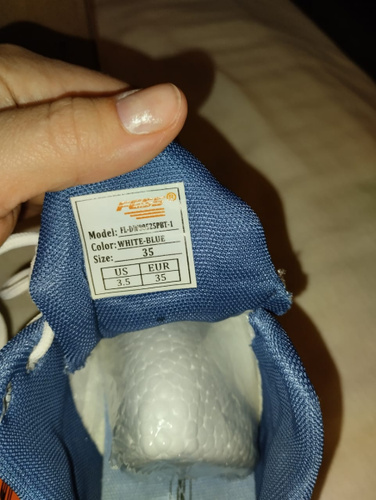 Model:
Color: WHITE-BLUE
Size: 35
US EUR
3.5 35